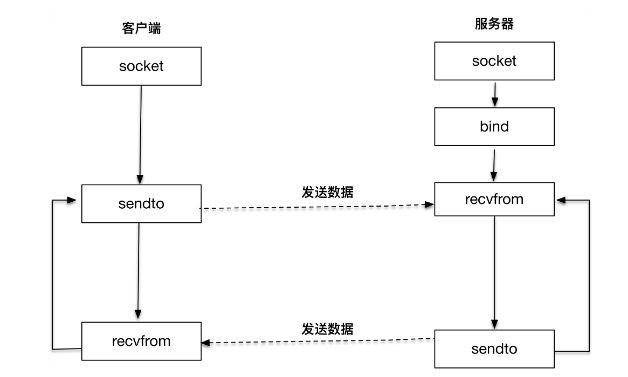 客户端
服务器
socket
socket
bind
sendto
发送数据
recvfrom
recvfrom
发送数据
sendto